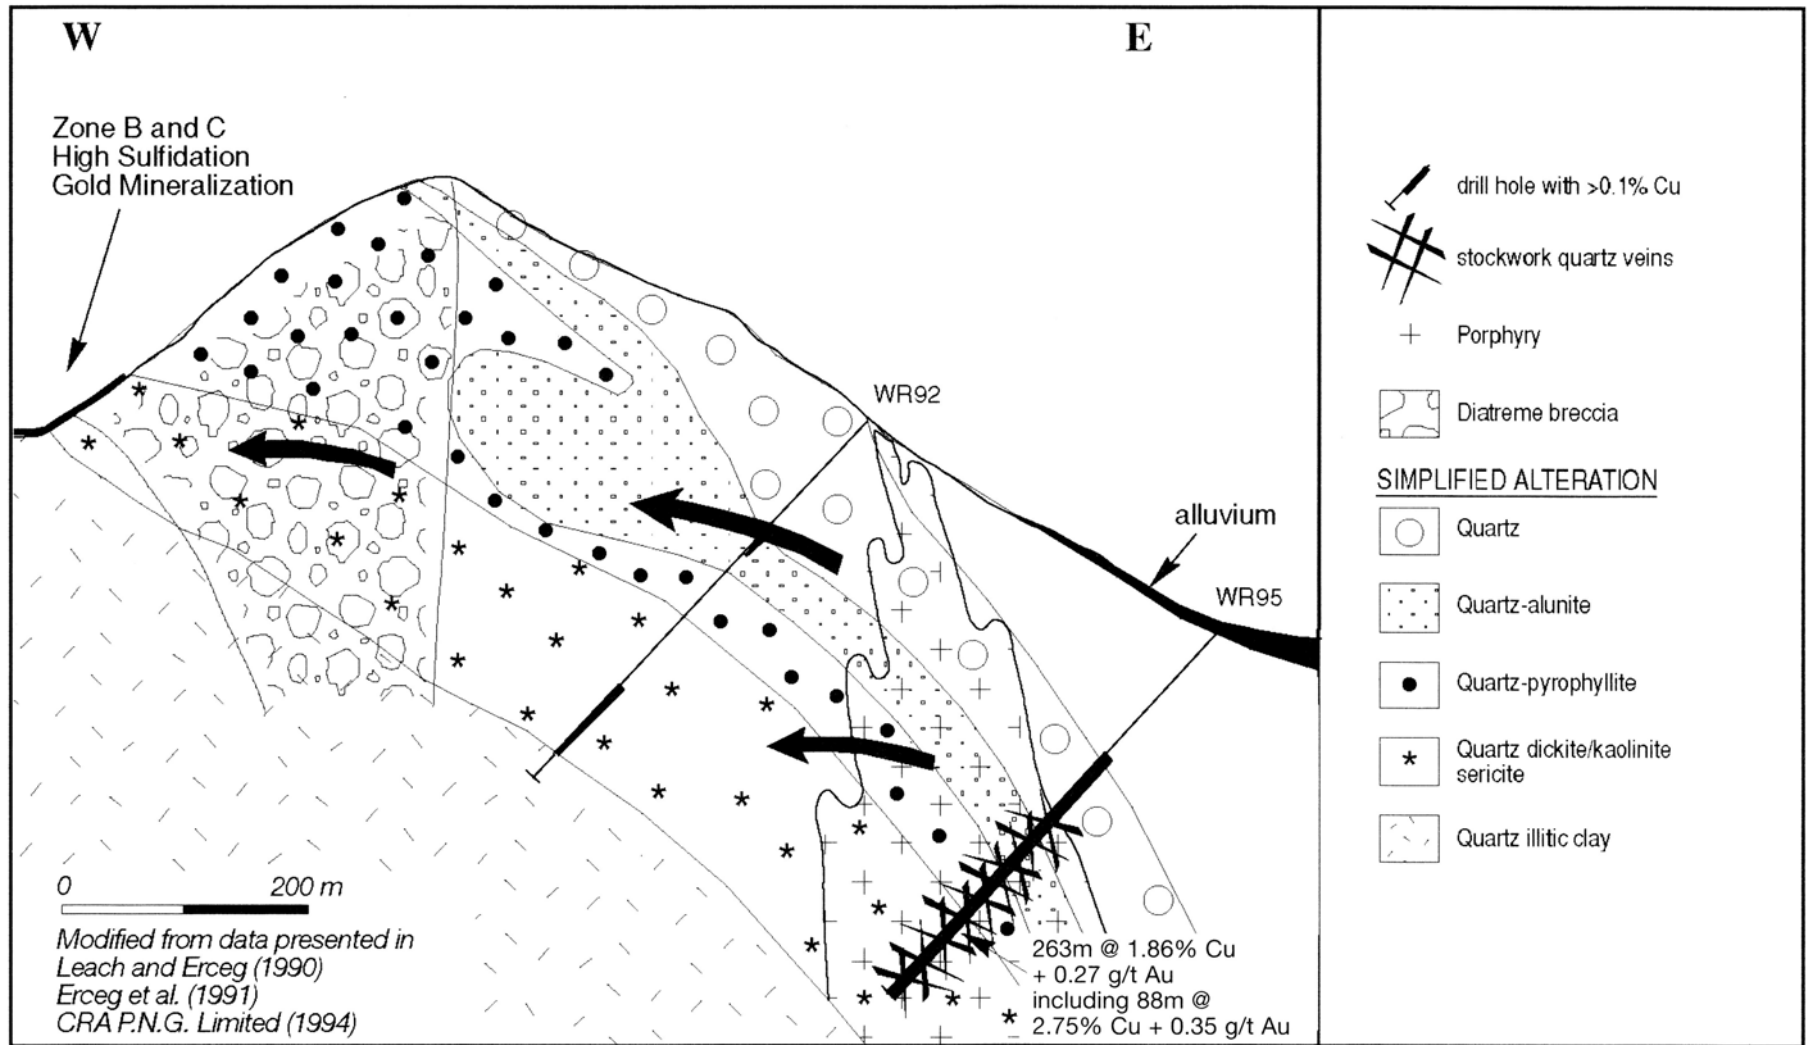 W
E
Zone B and C
High Sulfidation
Gold Mineralization
WR92
alluvium
WR95
0 200 m
Modified from data presented in
Leach and Erceg (1990)
Erceg et al. (1991)
CRA P.N.G. Limited (1994)
263m @ 1.86% Cu
+ 0.27 g/t Au
including 88m @
2.75% Cu + 0.35 g/t Au
drill hole with >0.1% Cu
stockwork quartz veins
Porphyry
Diatreme breccia
SIMPLIFIED ALTERATION
Quartz
Quartz-alunite
Quartz-pyrophyllite
Quartz dickite/kaolinite
sericite
Quartz illitic clay